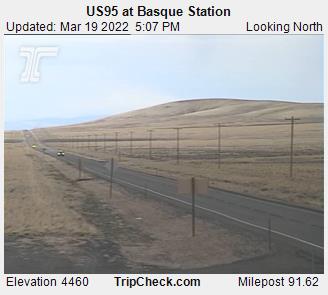 US95 at Basque Station
Updated: Mar 19 2022 5:07 PM Looking North
Elevation 4460 TripCheck.com Milepost 91.62